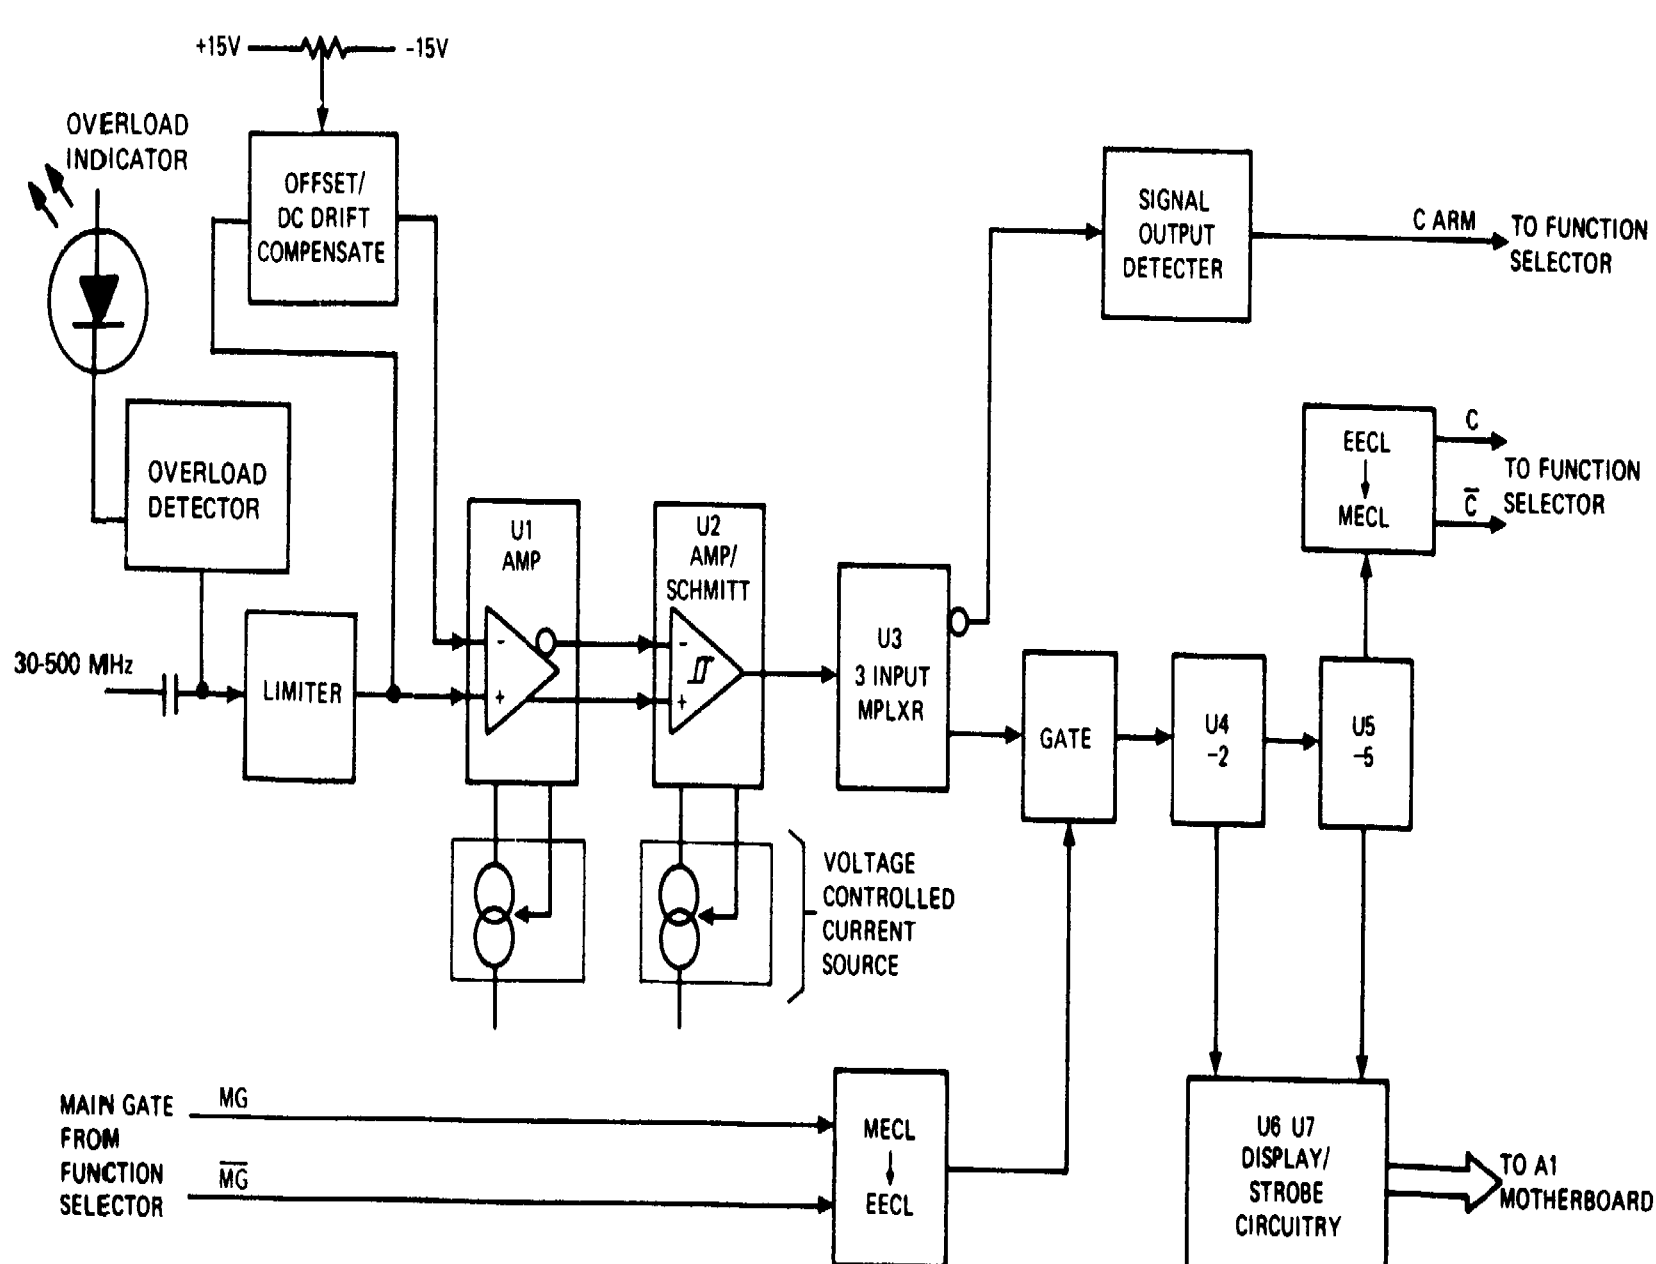 +15V
-15V
OVERLOAD
INDICATOR
OFFSET/
DC DRIFT
COMPENSATE
SIGNAL
OUTPUT
DETECTER
C ARM
TO FUNCTION
SELECTOR
OVERLOAD
DETECTOR
EECL
MECL
C
C̅
TO FUNCTION
SELECTOR
U1
AMP
-
+
U2
AMP/
SCHMITT
-
+
30-500 MHz
LIMITER
U3
3 INPUT
MPLXR
GATE
U4
-2
U5
-5
VOLTAGE
CONTROLLED
CURRENT
SOURCE
MAIN GATE
FROM
FUNCTION
SELECTOR
MG
M̅G̅
MECL
EECL
U6 U7
DISPLAY/
STROBE
CIRCUITRY
TO A1
MOTHERBOARD